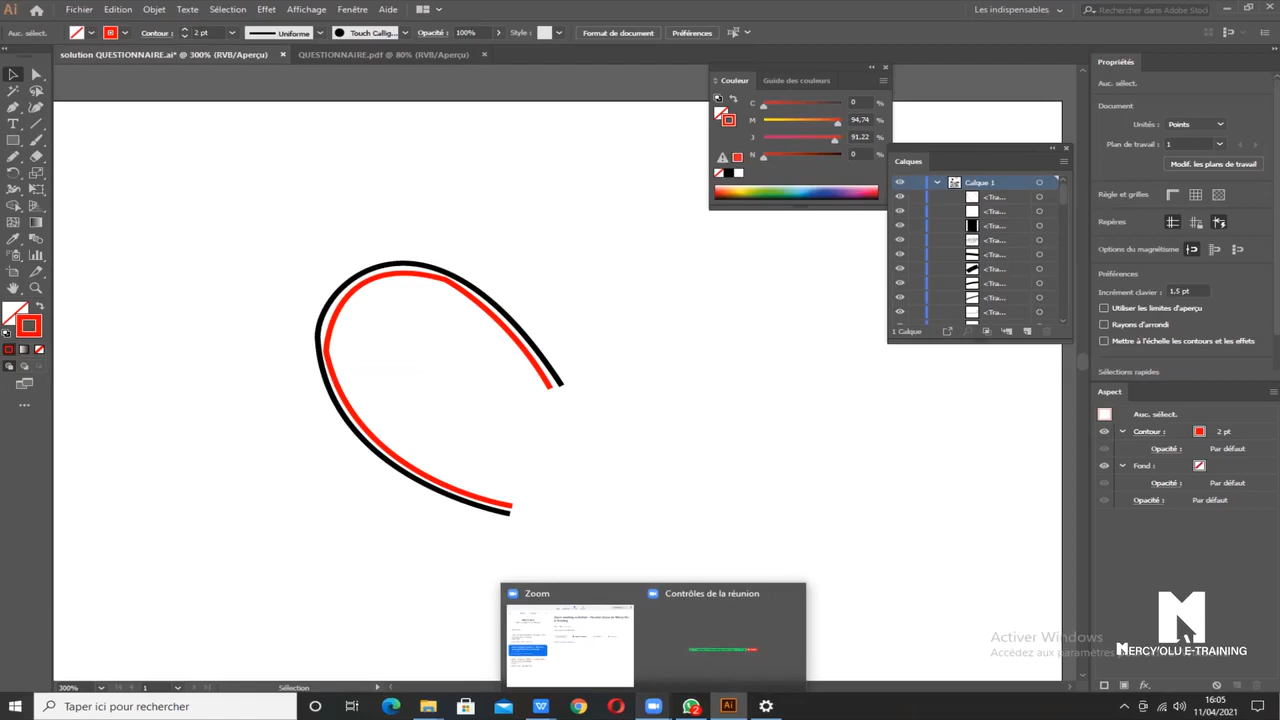 Ai Fichier Edition Objet Texte Sélection Effet Affichage Fenêtre Aide Les indispensables Rechercher dans Adobe Stock
Auc. sélect. Contour : 2 pt Uniforme Touch Callig... Opacité : 100% Style : Format de document Préférences
solution QUESTIONNAIRE.ai* @ 300% (RVB/Aperçu) × QUESTIONNAIRE.pdf @ 80% (RVB/Aperçu) ×
Couleur Guide des couleurs
C 0 %
M 94,74 %
J 91,22 %
N 0 %
Calques
Calque 1
<Tra...
<Tra...
<Tra...
<Tra...
<Tra...
<Tra...
<Tra...
<Tra...
<Tra...
1 Calque
Propriétés
Auc. sélect.
Document
Unités : Points
Plan de travail : 1
Modif. les plans de travail
Règle et grilles
Repères
Options du magnétisme
Préférences
Incrément clavier : 1,5 pt
Utiliser les limites d'aperçu
Rayons d'arrondi
Mettre à l'échelle les contours et les effets
Sélections rapides
Aspect
Auc. sélect.
Contour : 2 pt
Opacité : Par défaut
Fond :
Opacité : Par défaut
Opacité : Par défaut
fx
Zoom Contrôles de la réunion
Activer Windows
Accédez aux paramètres
MERCY'OLU E-TRAINING
300% 1 Sélection
Taper ici pour rechercher
2
Ai
16:05
11/04/2021